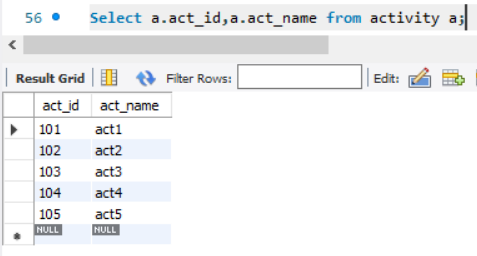 56 Select a.act_id,a.act_name from activity a;
Result Grid Filter Rows: Edit:
act_id act_name
101 act1
102 act2
103 act3
104 act4
105 act5
NULL NULL